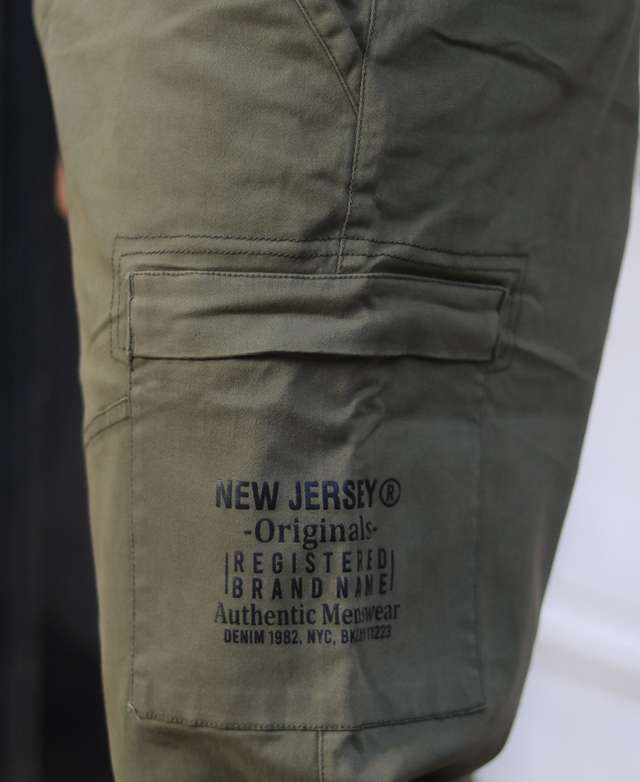 NEW JERSEY®
-Originals-
REGISTERED
BRAND NAME
Authentic Menswear
DENIM 1982, NYC,